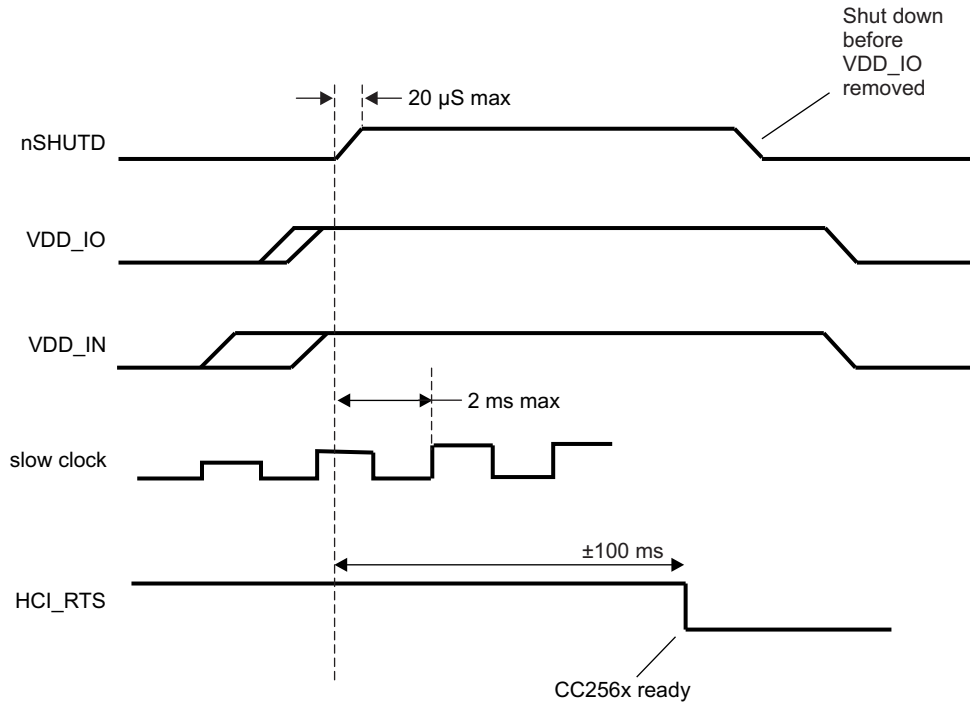 Shut down
before
VDD_IO
removed
20 µS max
nSHUTD
VDD_IO
VDD_IN
2 ms max
slow clock
±100 ms
HCI_RTS
CC256x ready